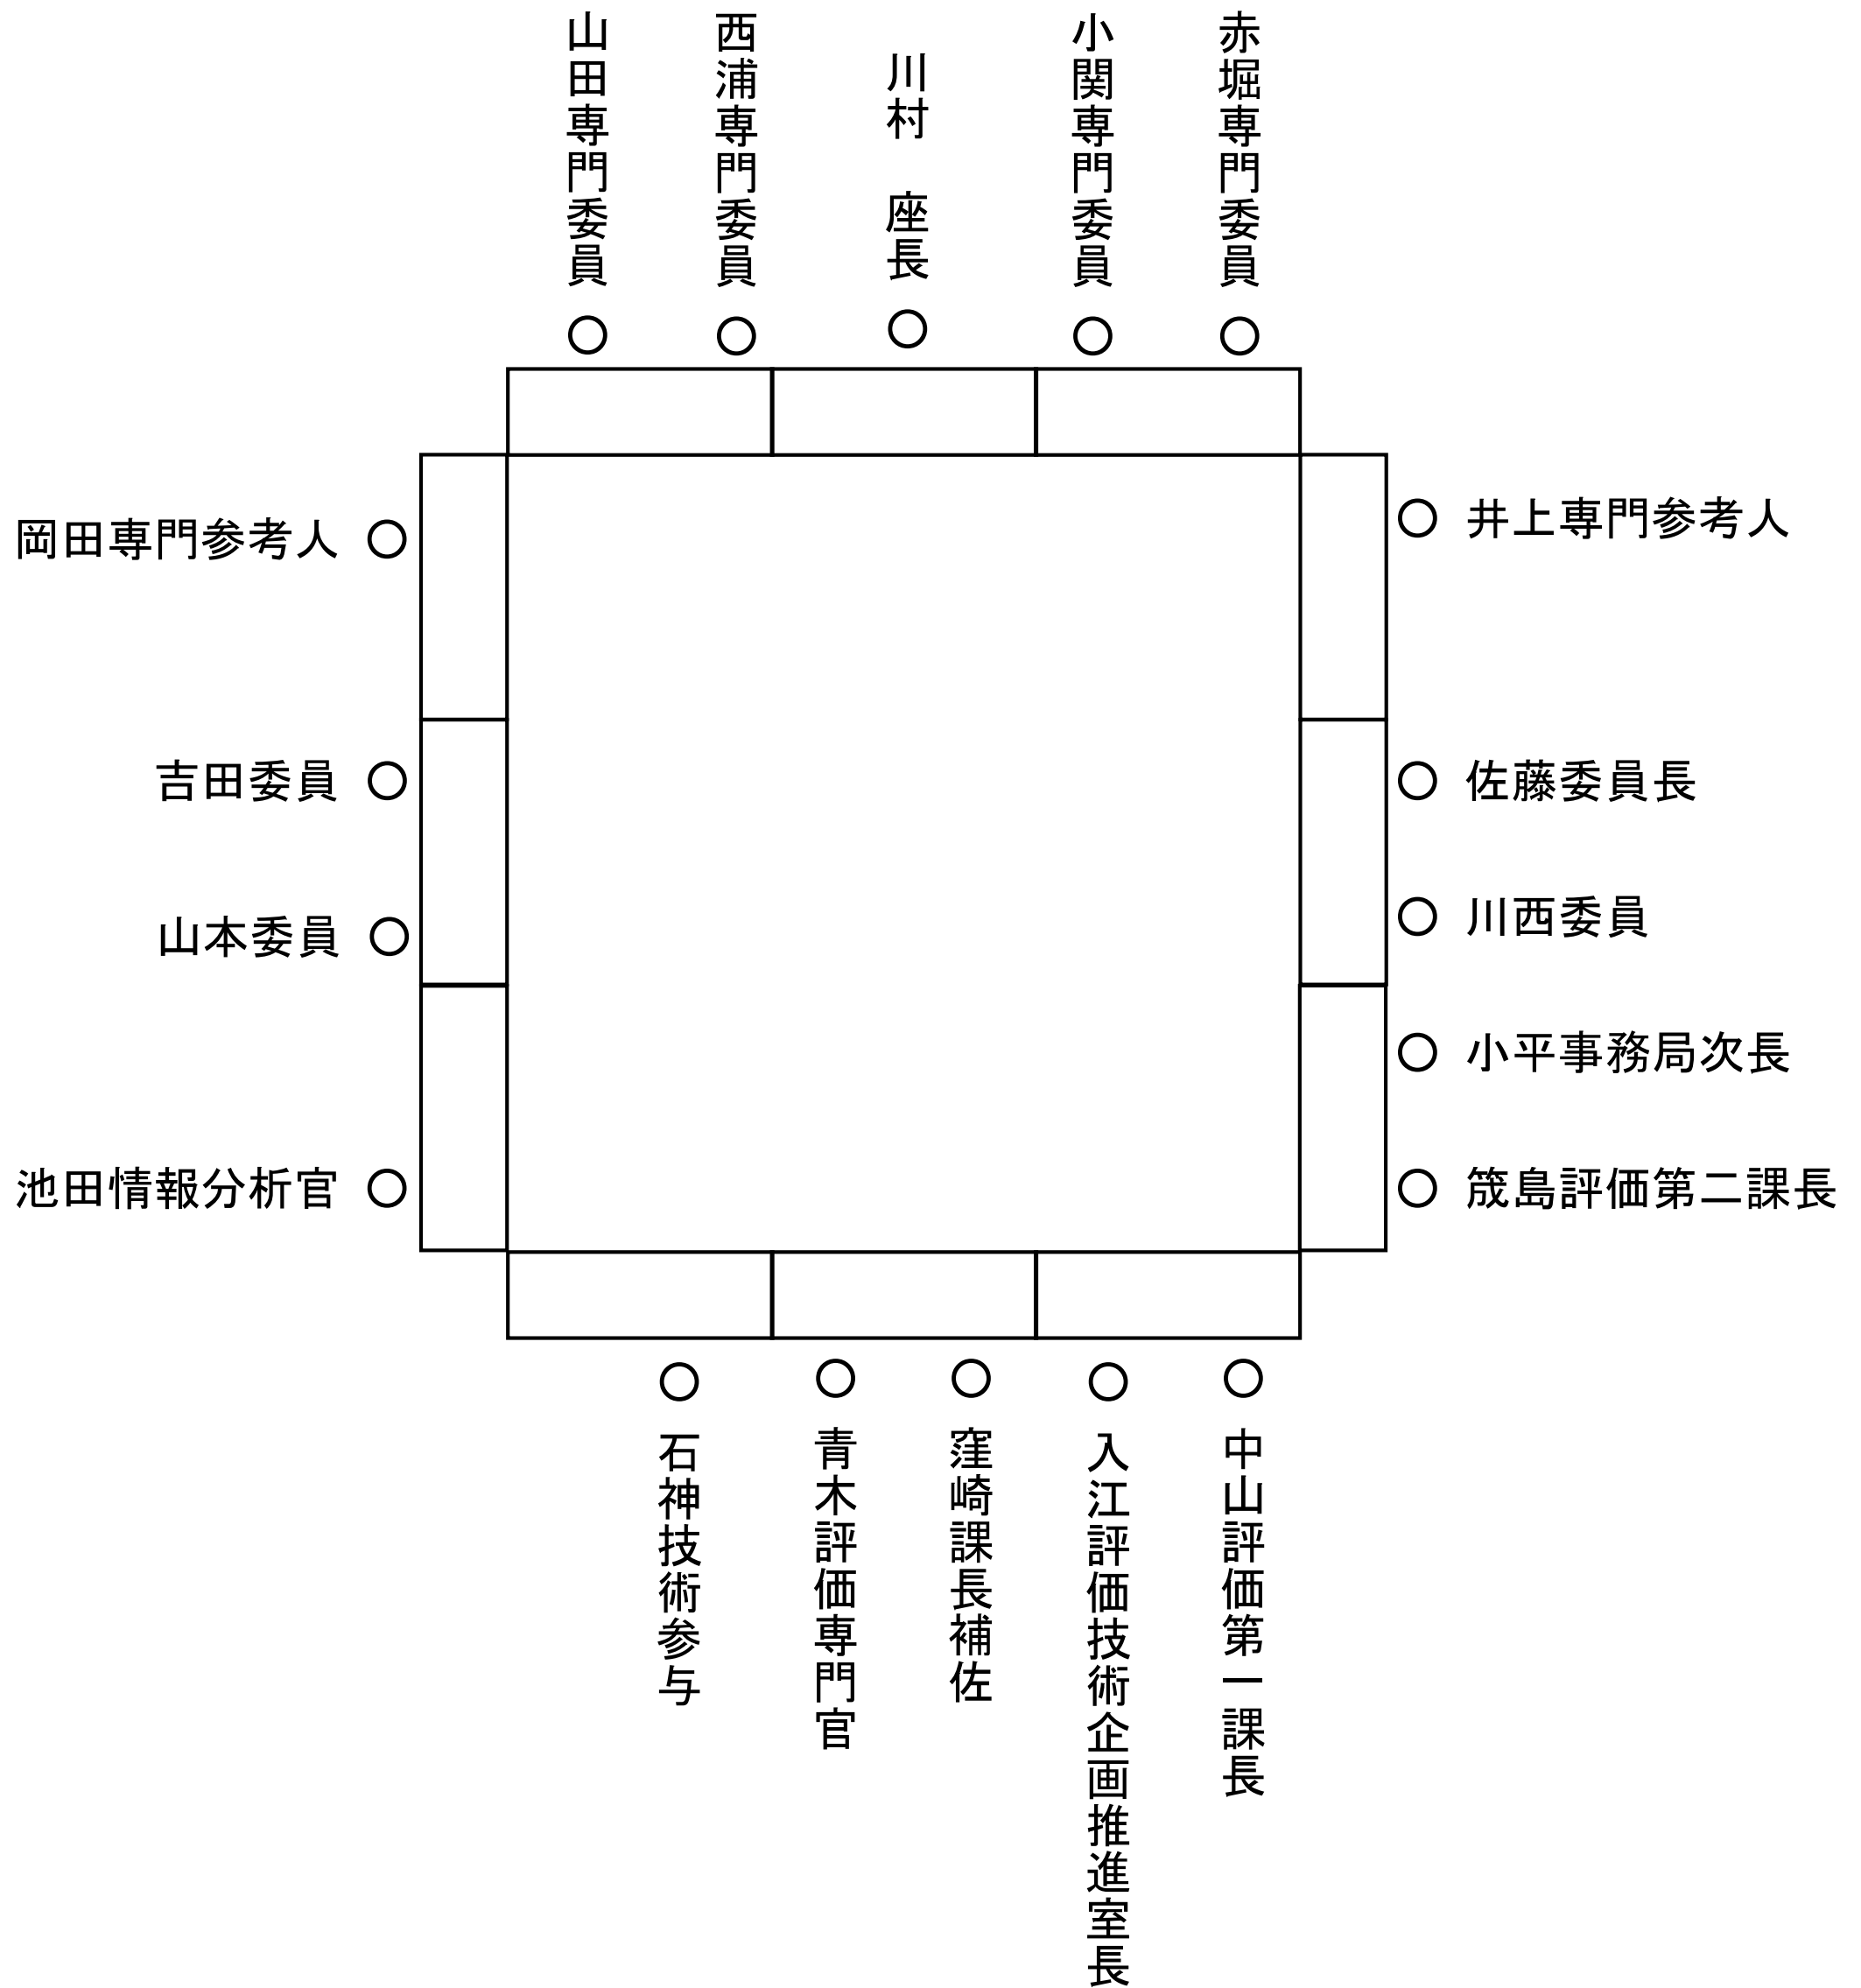 山田専門委員
西浦専門委員
川村　座長
小関専門委員
赤堀専門委員
岡田専門参考人
井上専門参考人
吉田委員
佐藤委員長
山本委員
川西委員
小平事務局次長
池田情報分析官
筬島評価第二課長
石神技術参与
青木評価専門官
窪崎課長補佐
入江評価技術企画推進室長
中山評価第一課長